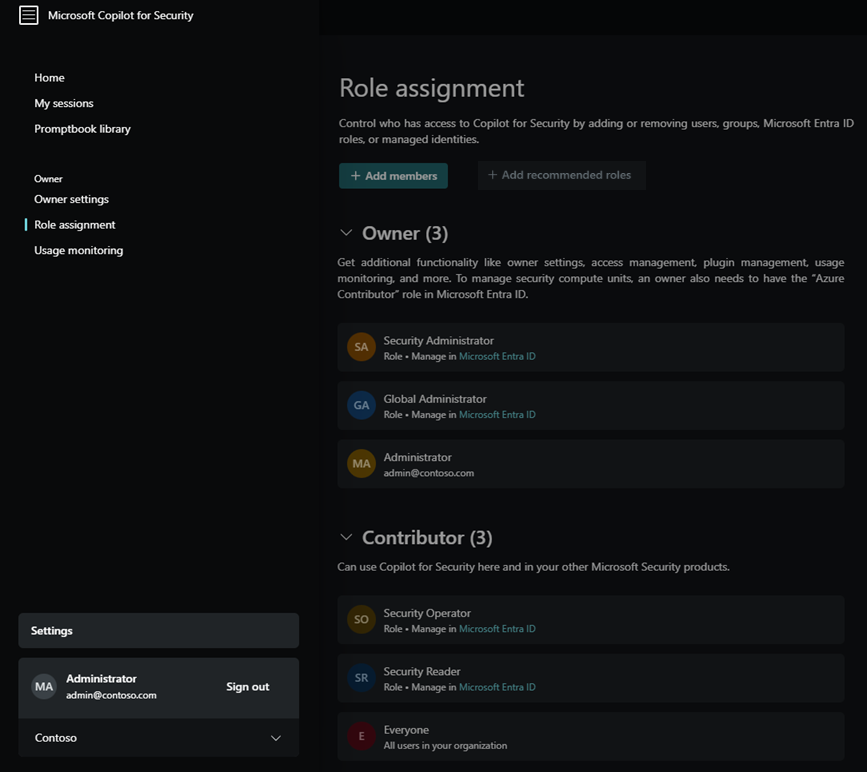 Microsoft Copilot for Security
Home
My sessions
Promptbook library
Owner
Owner settings
Role assignment
Usage monitoring
Settings
MA
Administrator
admin@contoso.com
Sign out
Contoso
Role assignment
Control who has access to Copilot for Security by adding or removing users, groups, Microsoft Entra ID
roles, or managed identities.
+ Add members
+ Add recommended roles
Owner (3)
Get additional functionality like owner settings, access management, plugin management, usage
monitoring, and more. To manage security compute units, an owner also needs to have the “Azure
Contributor” role in Microsoft Entra ID.
SA
Security Administrator
Role • Manage in Microsoft Entra ID
GA
Global Administrator
Role • Manage in Microsoft Entra ID
MA
Administrator
admin@contoso.com
Contributor (3)
Can use Copilot for Security here and in your other Microsoft Security products.
SO
Security Operator
Role • Manage in Microsoft Entra ID
SR
Security Reader
Role • Manage in Microsoft Entra ID
E
Everyone
All users in your organization